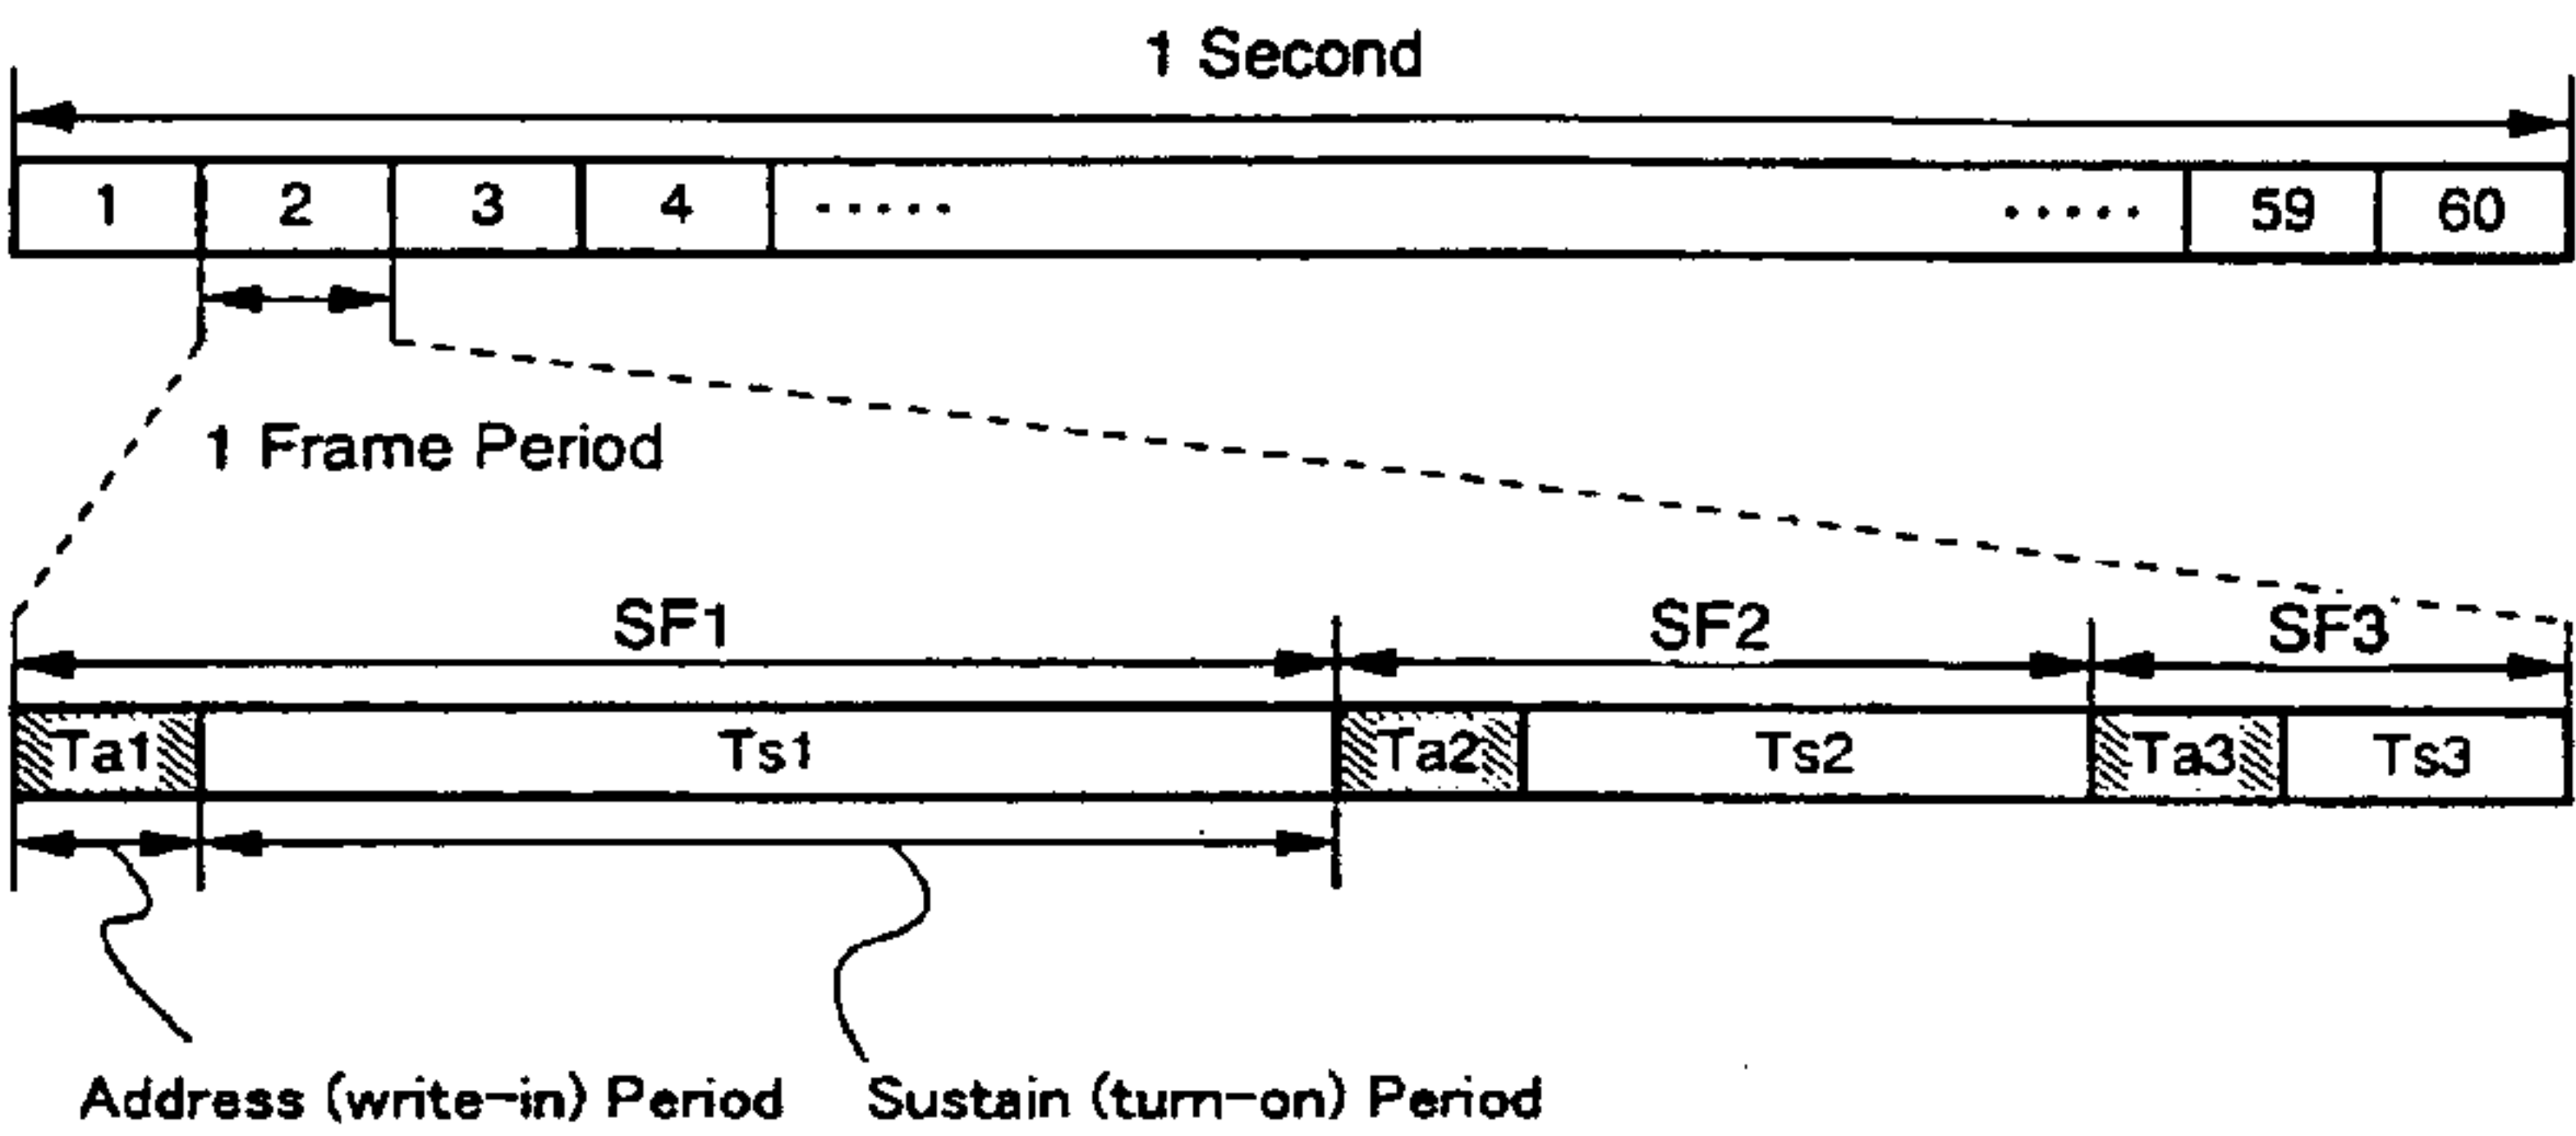 1 Second
1 2 3 4 ..... ..... 59 60
1 Frame Period
SF1 SF2 SF3
Ta1 Ts1 Ta2 Ts2 Ta3 Ts3
Address (write-in) Period Sustain (turn-on) Period